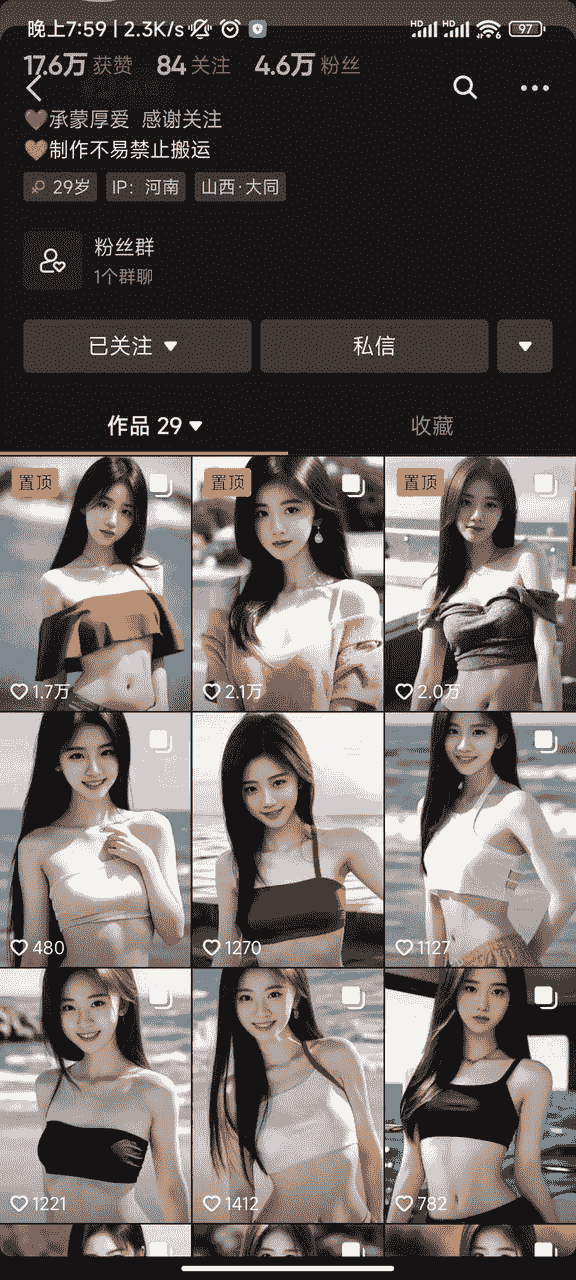 晚上7:59 | 2.3K/s
HD HD 6 97
17.6万 获赞 84 关注 4.6万 粉丝
🤎承蒙厚爱 感谢关注
🧡制作不易禁止搬运
29岁 IP：河南 山西·大同
粉丝群
1个群聊
已关注 私信
作品 29 收藏
置顶 置顶 置顶
1.7万 2.1万 2.0万
480 1270 1127
1221 1412 782